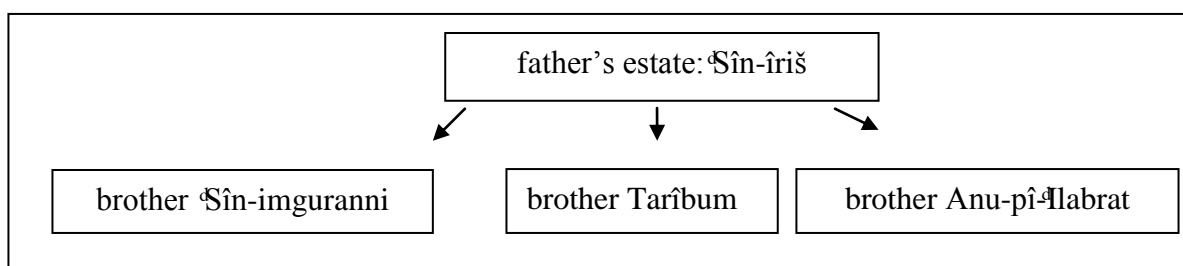 father’s estate: ᵈSîn-îriš
brother ᵈSîn-imguranni
brother Tarîbum
brother Anu-pî-ᵈIlabrat